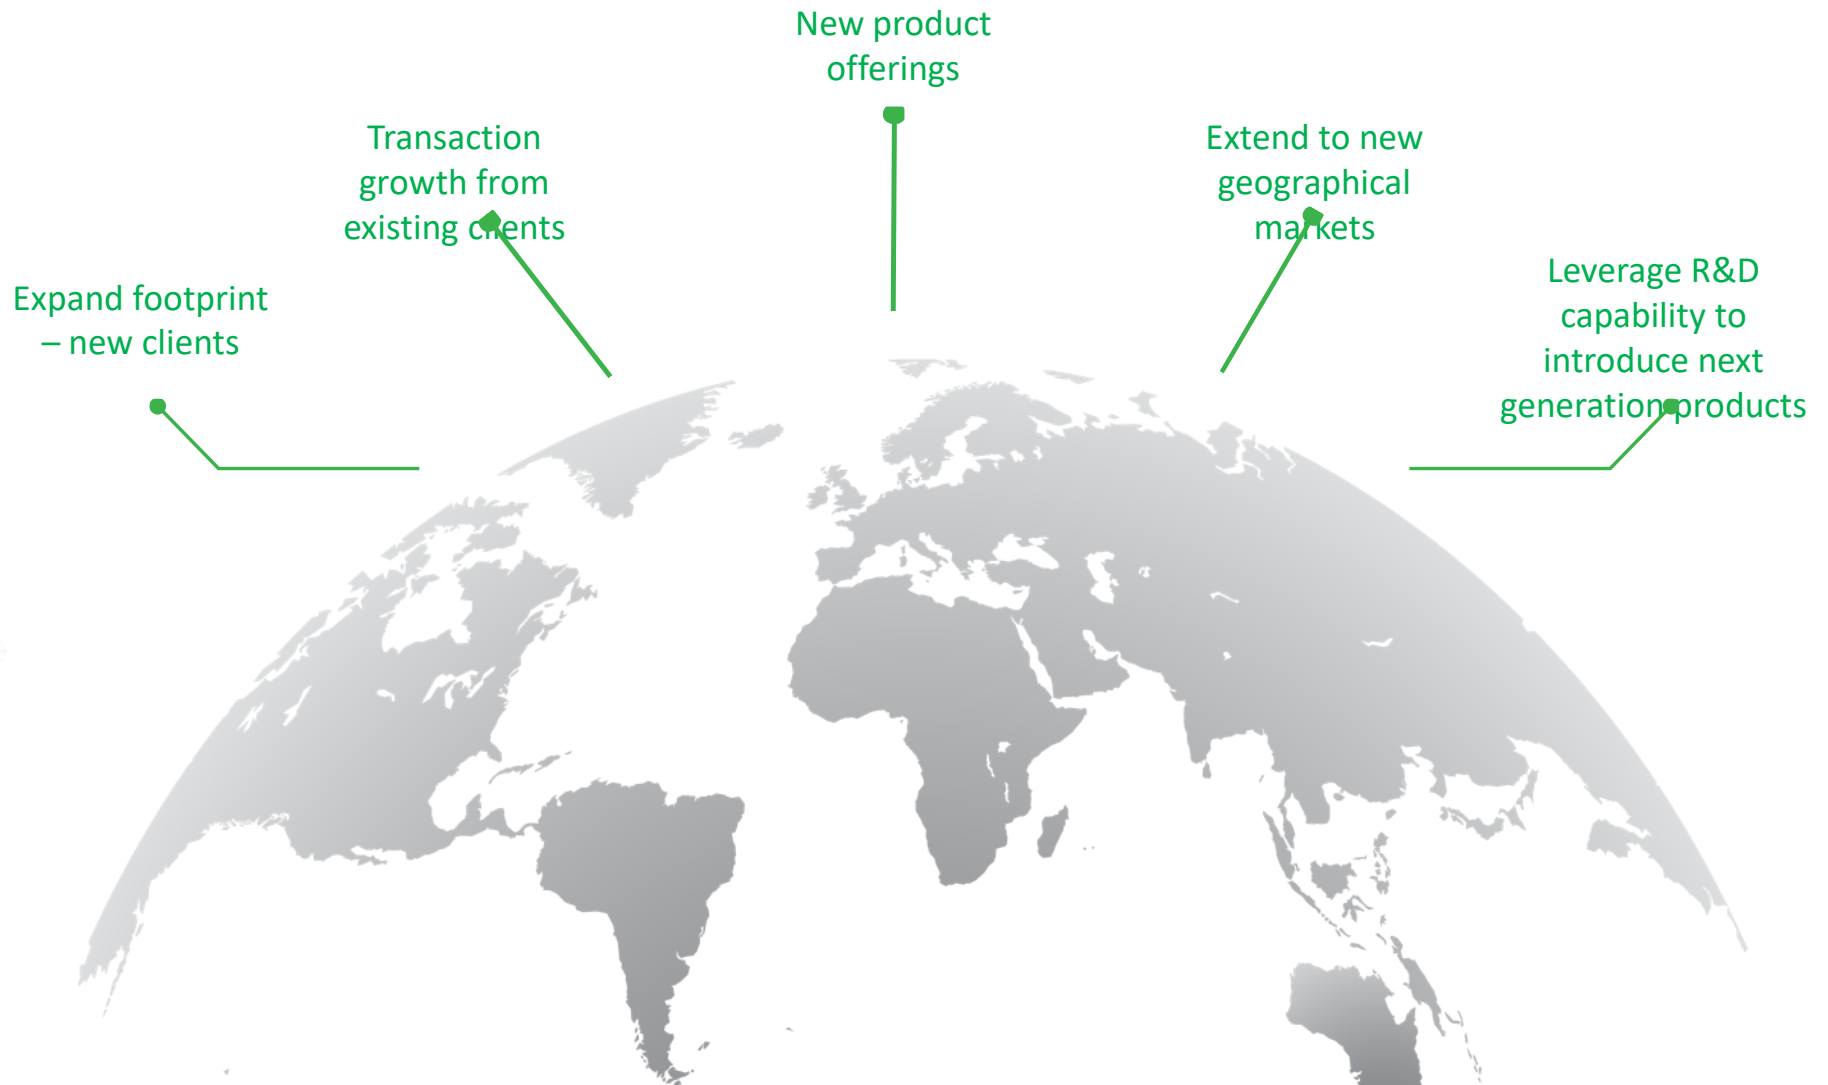 New product
offerings
Transaction
growth from
existing clients
Extend to new
geographical
markets
Expand footprint
– new clients
Leverage R&D
capability to
introduce next
generation products